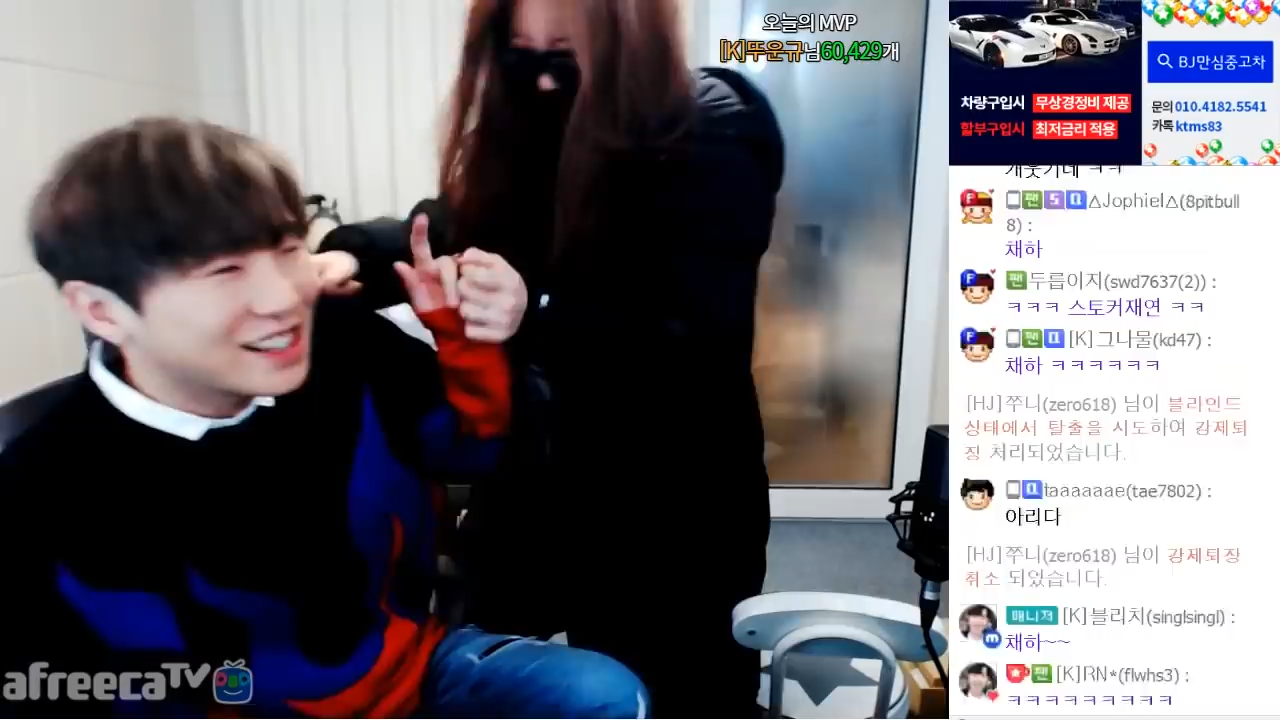 오늘의 MVP
[K]뚜운규님60,429개
차량구입시 무상경정비 제공
할부구입시 최저금리 적용
BJ만심중고차
문의 010.4182.5541
카톡 ktms83
개웃기네 ㅋㅋ
팬 5 Q △Jophiel△(8pitbull
8) :
채하
팬 두릅이지(swd7637(2)) :
ㅋㅋㅋ 스토커재연 ㅋㅋ
팬 Q [K]그나물(kd47) :
채하 ㅋㅋㅋㅋㅋㅋ
[HJ]쭈니(zero618) 님이 블라인드
상태에서 탈출을 시도하여 강제퇴
장 처리되었습니다.
Q taaaaaae(tae7802) :
아리다
[HJ]쭈니(zero618) 님이 강제퇴장
취소 되었습니다.
매니저 [K]블리치(singlsingl) :
채하~~
팬 [K]RN*(flwhs3) :
ㅋㅋㅋㅋㅋㅋㅋㅋㅋ
afreecaTV